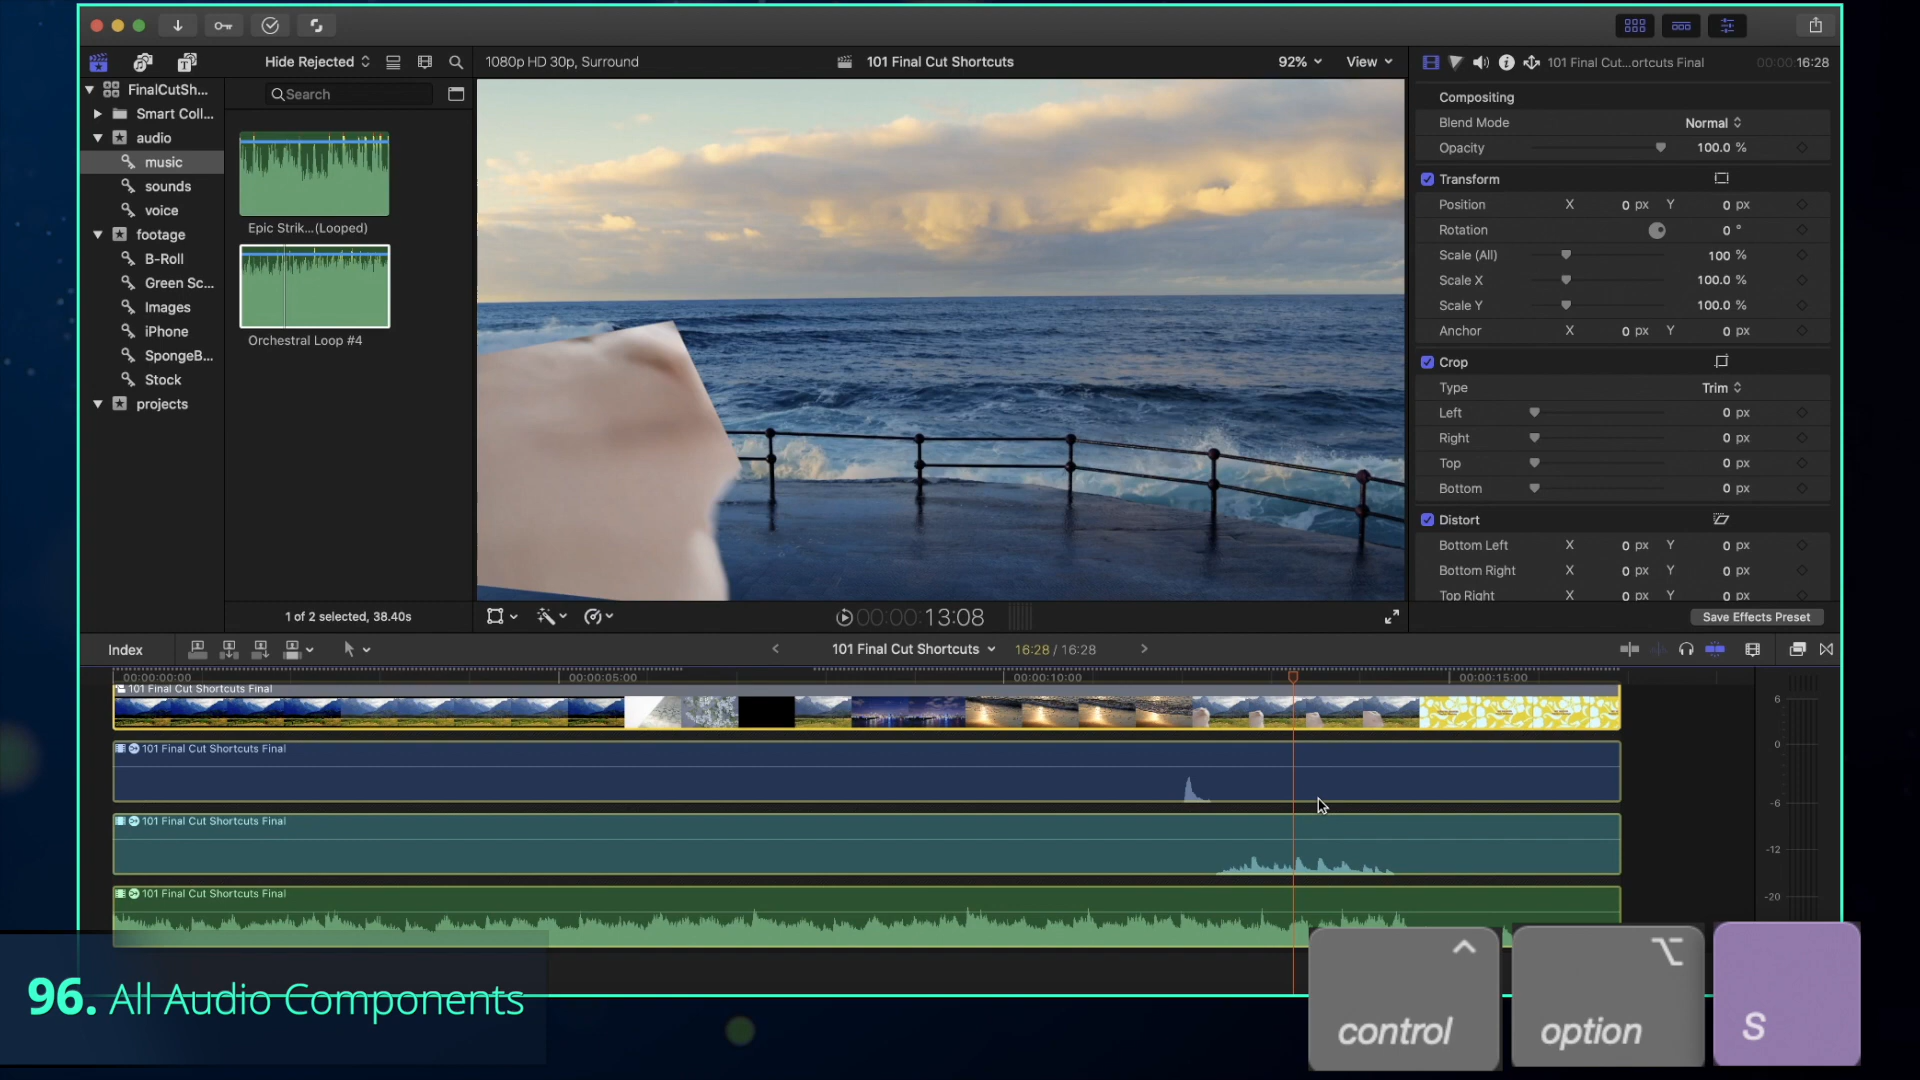 Hide Rejected
1080p HD 30p, Surround
101 Final Cut Shortcuts
92%
View
101 Final Cut...ortcuts Final
00:00:16:28
FinalCutSh...
Smart Coll...
audio
music
sounds
voice
footage
B-Roll
Green Sc...
Images
iPhone
SpongeB...
Stock
projects
Search
Epic Strik...(Looped)
Orchestral Loop #4
1 of 2 selected, 38.40s
00:00:13:08
Compositing
Blend Mode Normal
Opacity 100.0 %
Transform
Position X 0 px Y 0 px
Rotation 0 °
Scale (All) 100 %
Scale X 100.0 %
Scale Y 100.0 %
Anchor X 0 px Y 0 px
Crop
Type Trim
Left 0 px
Right 0 px
Top 0 px
Bottom 0 px
Distort
Bottom Left X 0 px Y 0 px
Bottom Right X 0 px Y 0 px
Top Right X 0 px Y 0 px
Save Effects Preset
Index
101 Final Cut Shortcuts
16:28 / 16:28
00:00:00:00
00:00:05:00
00:00:10:00
00:00:15:00
101 Final Cut Shortcuts Final
101 Final Cut Shortcuts Final
101 Final Cut Shortcuts Final
101 Final Cut Shortcuts Final
6
0
-6
-12
-20
96. All Audio Components
^
control
⌥
option
S